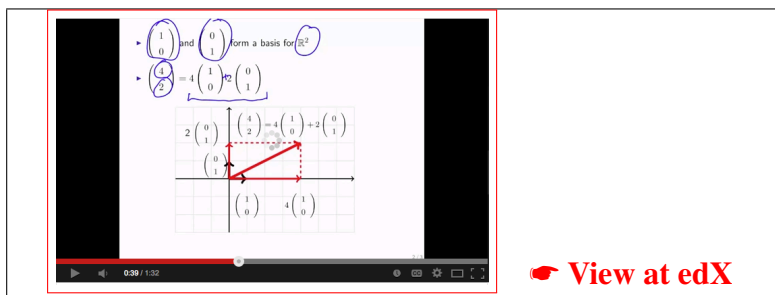 ▸ (1 0) and (0 1) form a basis for ℝ²
▸ (4 2) = 4 (1 0) + 2 (0 1)
2 (0 1)
(4 2) = 4 (1 0) + 2 (0 1)
(0 1)
(1 0)
4 (1 0)
0:39 / 1:32
☛ View at edX